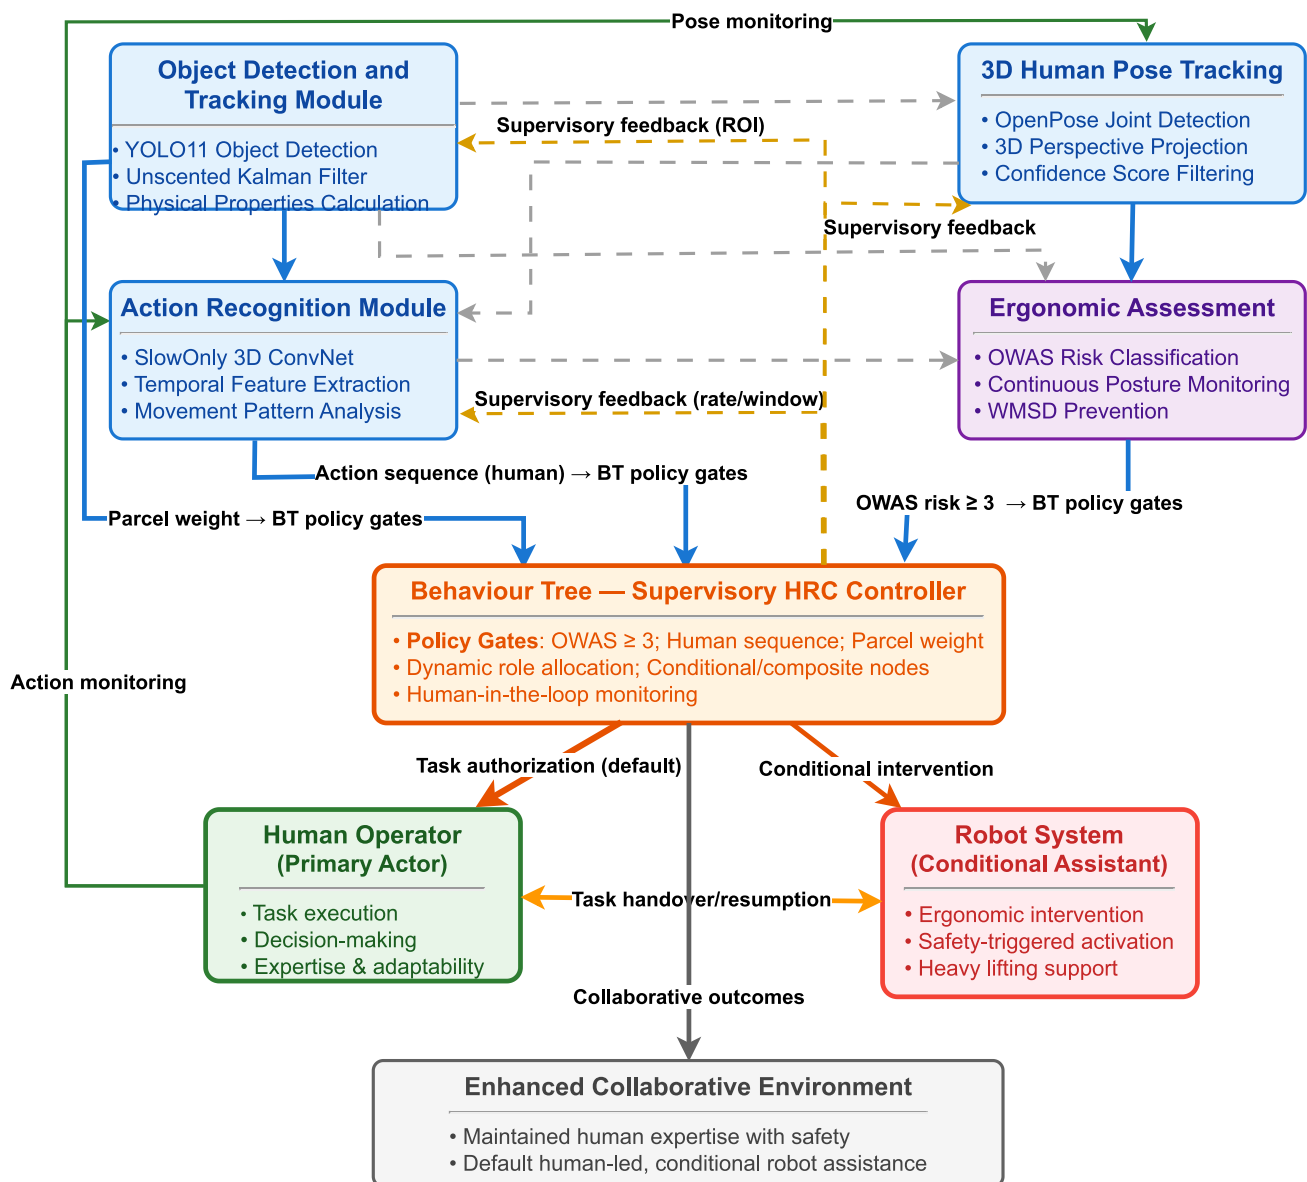 Pose monitoring
Object Detection and
Tracking Module
• YOLO11 Object Detection
• Unscented Kalman Filter
• Physical Properties Calculation
3D Human Pose Tracking
• OpenPose Joint Detection
• 3D Perspective Projection
• Confidence Score Filtering
Supervisory feedback (ROI)
Supervisory feedback
Action Recognition Module
• SlowOnly 3D ConvNet
• Temporal Feature Extraction
• Movement Pattern Analysis
Ergonomic Assessment
• OWAS Risk Classification
• Continuous Posture Monitoring
• WMSD Prevention
Supervisory feedback (rate/window)
Action sequence (human) → BT policy gates
Parcel weight → BT policy gates
OWAS risk ≥ 3 → BT policy gates
Behaviour Tree — Supervisory HRC Controller
• Policy Gates: OWAS ≥ 3; Human sequence; Parcel weight
• Dynamic role allocation; Conditional/composite nodes
• Human-in-the-loop monitoring
Action monitoring
Task authorization (default)
Conditional intervention
Human Operator
(Primary Actor)
• Task execution
• Decision-making
• Expertise & adaptability
Task handover/resumption
Robot System
(Conditional Assistant)
• Ergonomic intervention
• Safety-triggered activation
• Heavy lifting support
Collaborative outcomes
Enhanced Collaborative Environment
• Maintained human expertise with safety
• Default human-led, conditional robot assistance